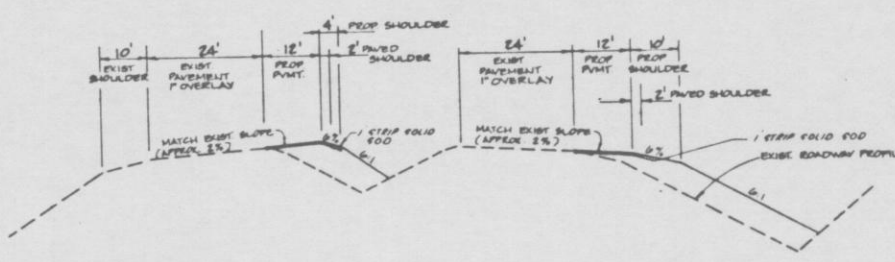 4' PROP SHOULDER
10'
24'
12'
2' PAVED
SHOULDER
EXIST
SHOULDER
EXIST
PAVEMENT
1" OVERLAY
PROP
PVMT.
24'
12'
10'
EXIST
PAVEMENT
1" OVERLAY
PROP
PVMT.
PROP
SHOULDER
2' PAVED SHOULDER
MATCH EXIST. SLOPE
(APPROX. 2%)
6%
1' STRIP SOLID
SOD
6:1
MATCH EXIST SLOPE
(APPROX. 2%)
6%
1' STRIP SOLID SOD
EXIST. ROADWAY PROFIL
6:1